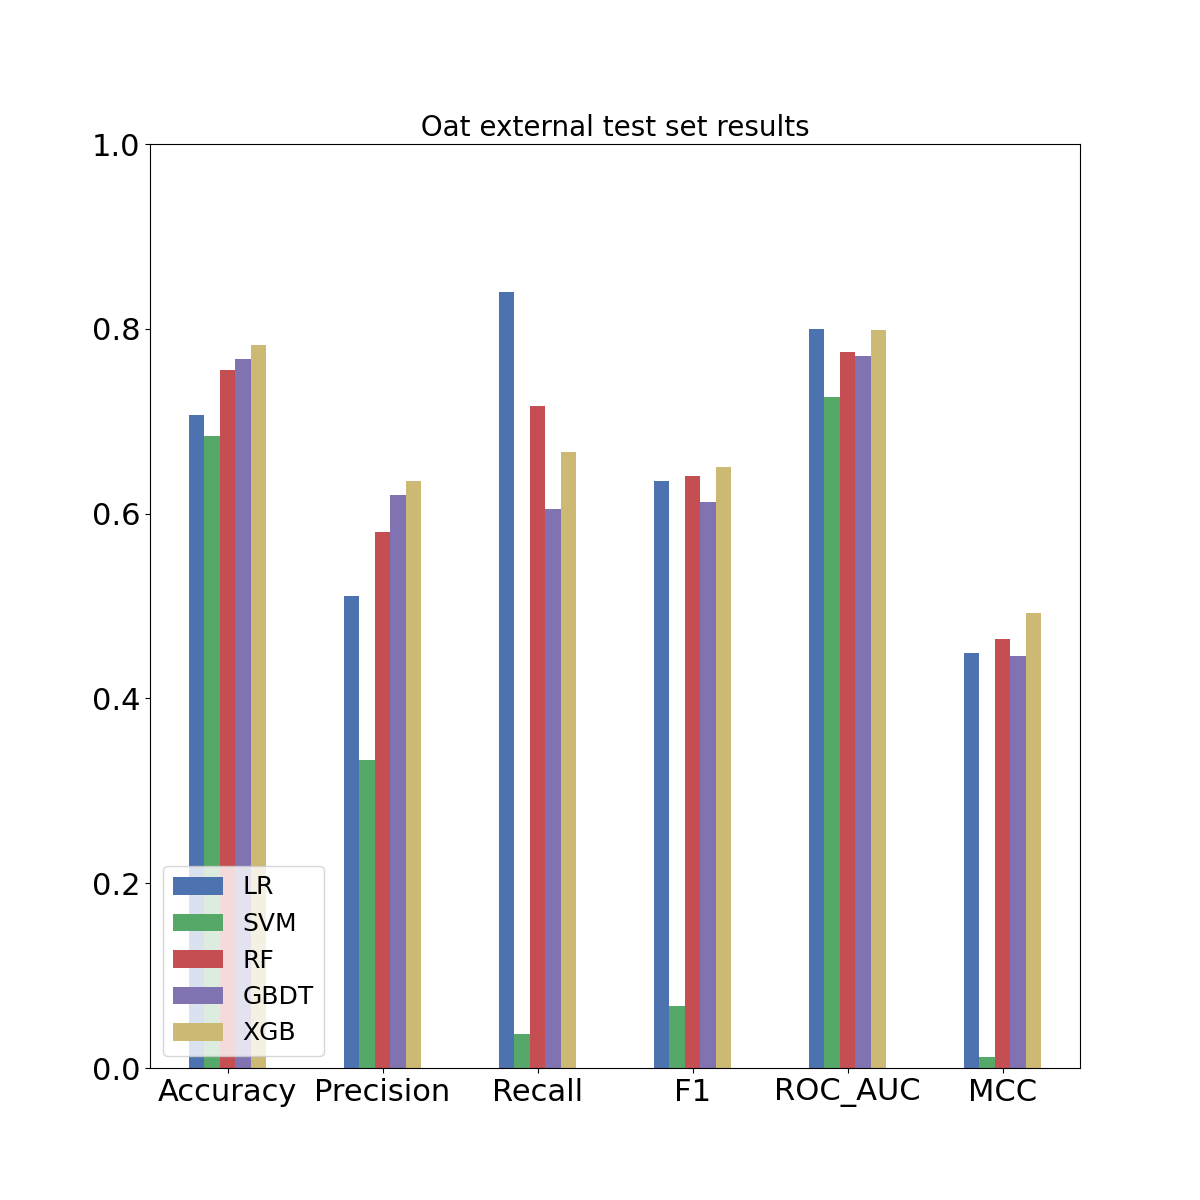 Oat external test set results
1.0
0.8
0.6
0.4
0.2
0.0
LR
SVM
RF
GBDT
XGB
Accuracy Precision Recall F1 ROC_AUC MCC